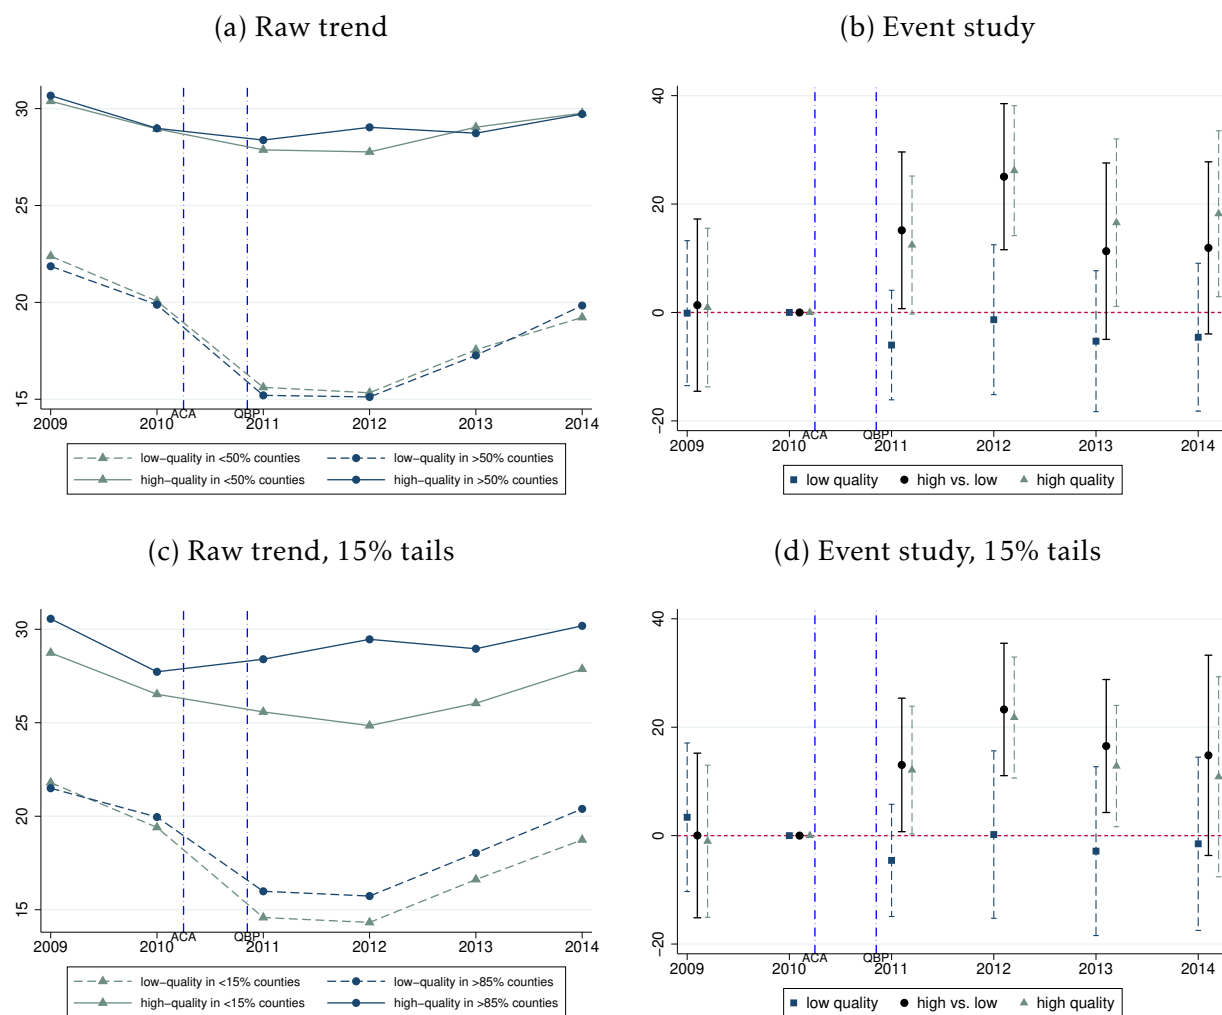 (a) Raw trend
30
25
20
15
2009 2010 2011 2012 2013 2014
ACA QBP
low−quality in <50% counties low−quality in >50% counties
high−quality in <50% counties high−quality in >50% counties
(b) Event study
40
20
0
−20
2009 2010 2011 2012 2013 2014
ACA QBP
low quality high vs. low high quality
(c) Raw trend, 15% tails
30
25
20
15
2009 2010 2011 2012 2013 2014
ACA QBP
low−quality in <15% counties low−quality in >85% counties
high−quality in <15% counties high−quality in >85% counties
(d) Event study, 15% tails
40
20
0
−20
2009 2010 2011 2012 2013 2014
ACA QBP
low quality high vs. low high quality